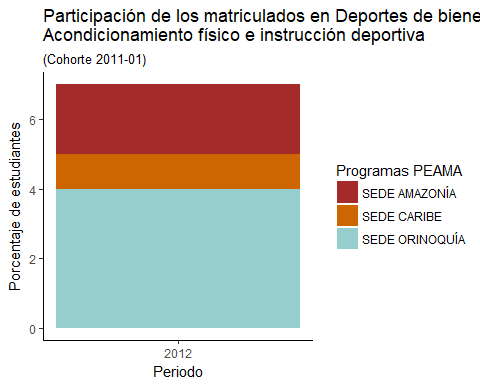 Participación de los matriculados en Deportes de biene
Acondicionamiento físico e instrucción deportiva
(Cohorte 2011-01)
Porcentaje de estudiantes
6
4
2
0
2012
Periodo
Programas PEAMA
SEDE AMAZONÍA
SEDE CARIBE
SEDE ORINOQUÍA